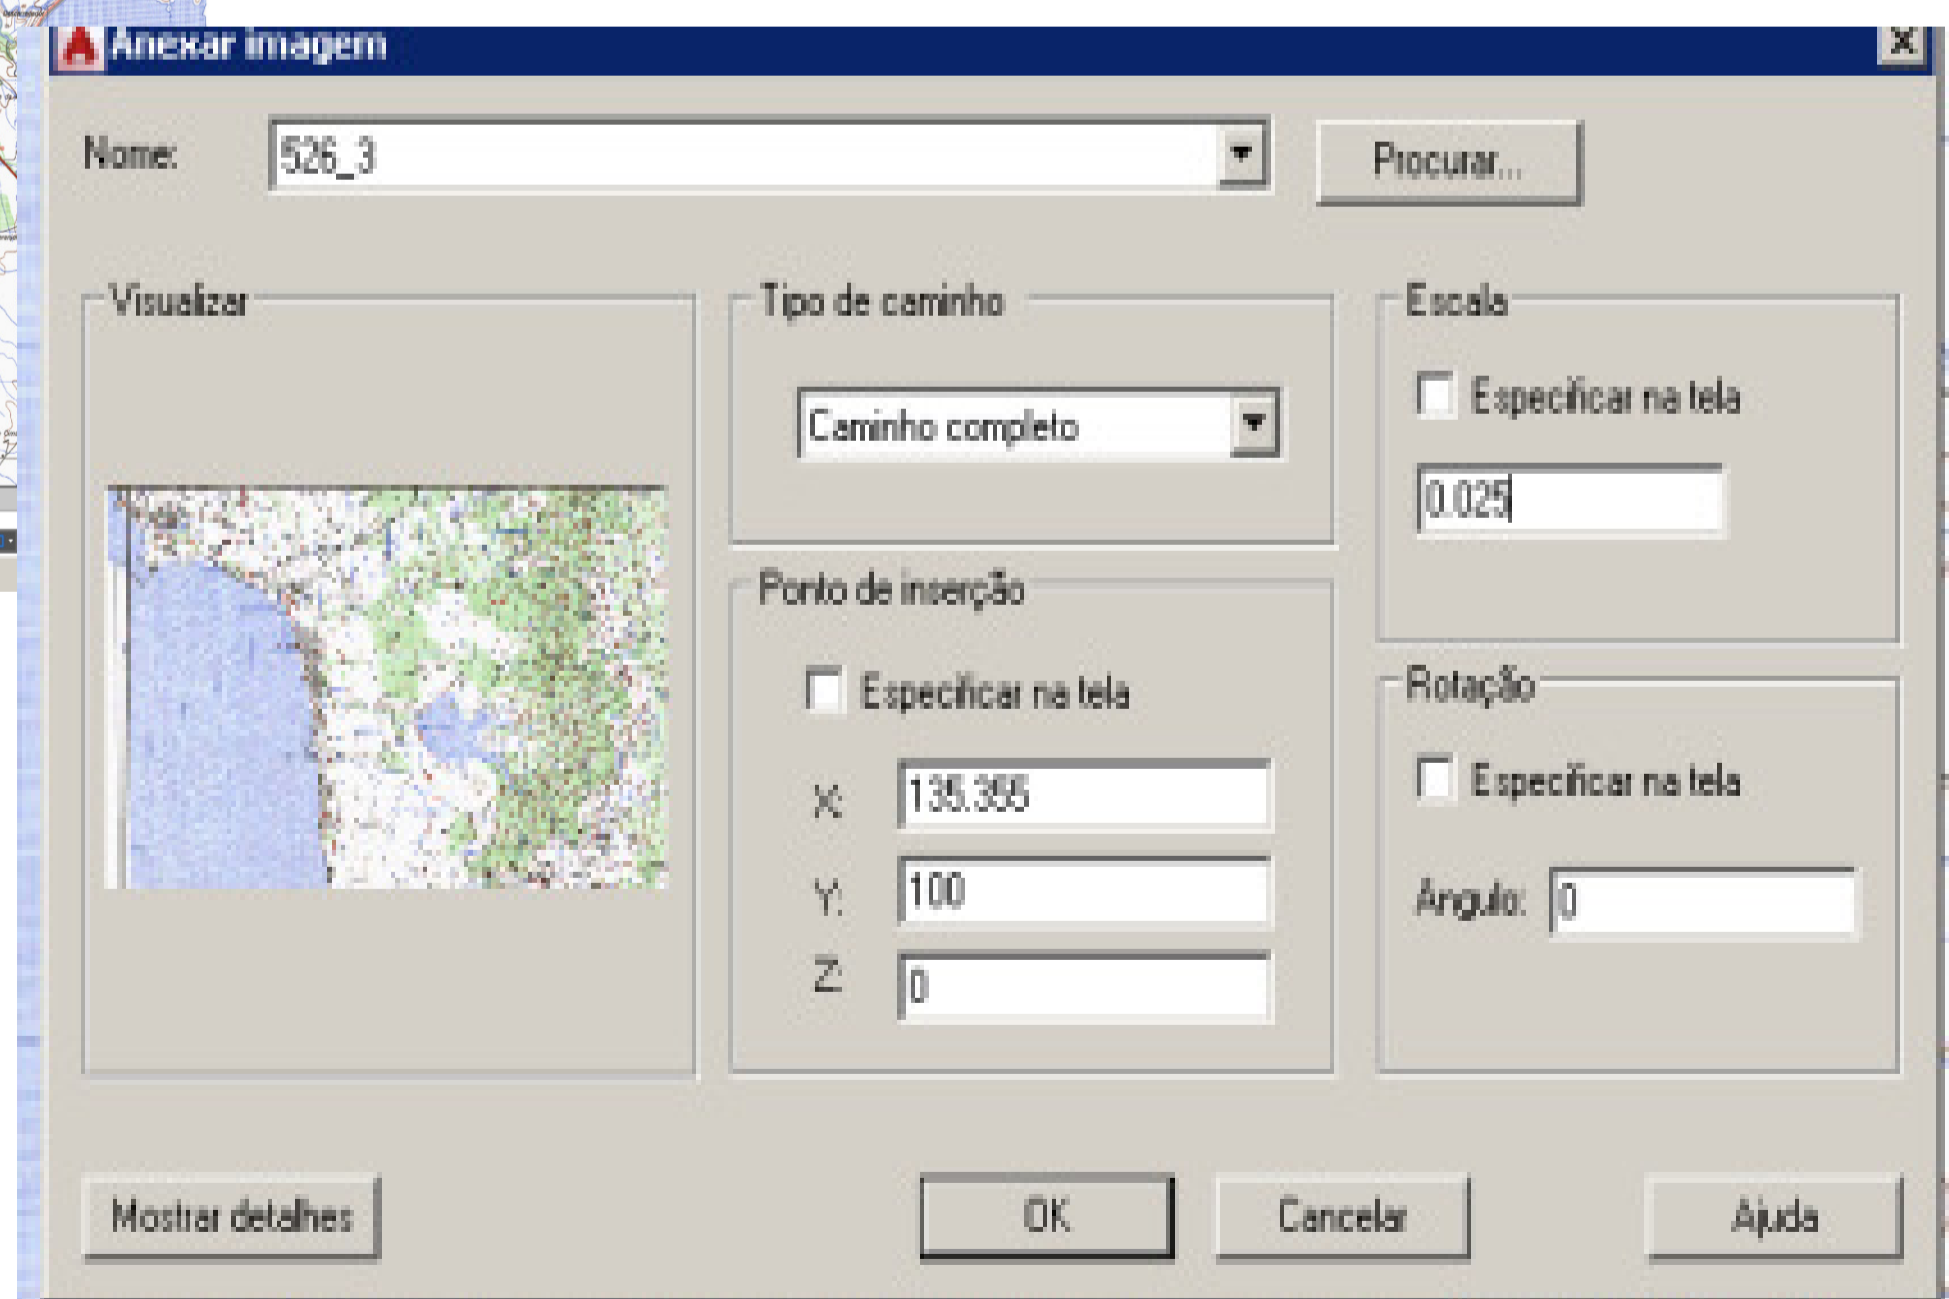 Anexar imagem
Nome: 526_3 Procurar...
Visualizar
Tipo de caminho
Caminho completo
Escala
Especificar na tela
0.025
Ponto de inserção
Especificar na tela
X: 135.355
Y: 100
Z: 0
Rotação
Especificar na tela
Ângulo: 0
Mostrar detalhes OK Cancelar Ajuda